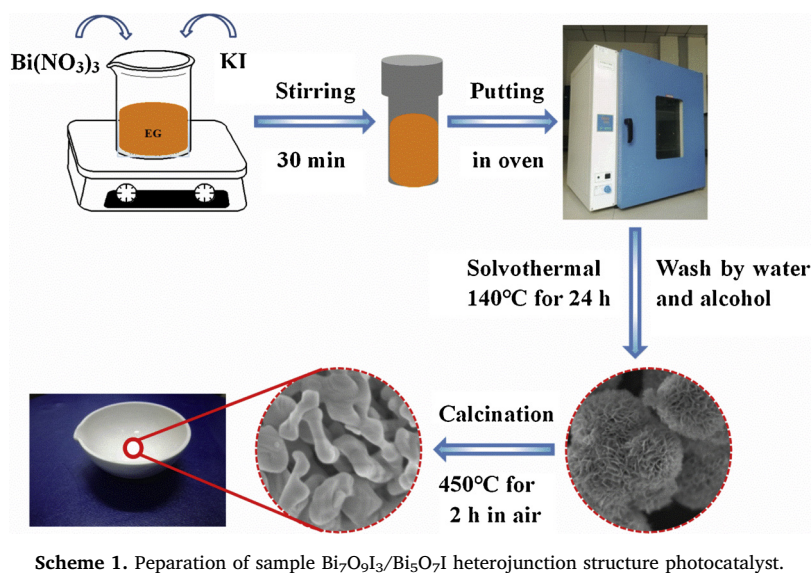 Bi(NO₃)₃
KI
EG
Stirring
30 min
Putting
in oven
Solvothermal
140°C for 24 h
Wash by water
and alcohol
Calcination
450°C for
2 h in air
Scheme 1. Peparation of sample Bi₇O₉I₃/Bi₅O₇I heterojunction structure photocatalyst.